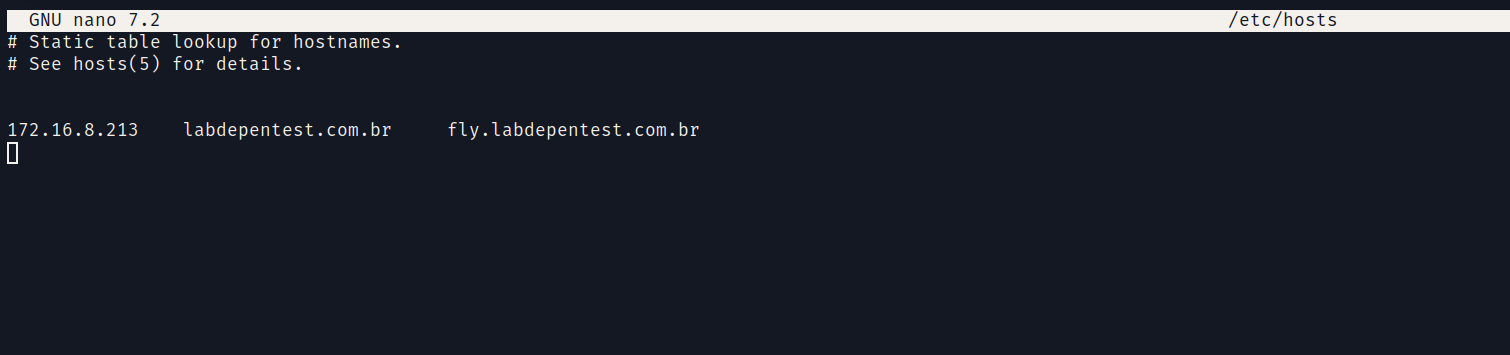 GNU nano 7.2 /etc/hosts
# Static table lookup for hostnames.
# See hosts(5) for details.
172.16.8.213 labdepentest.com.br fly.labdepentest.com.br